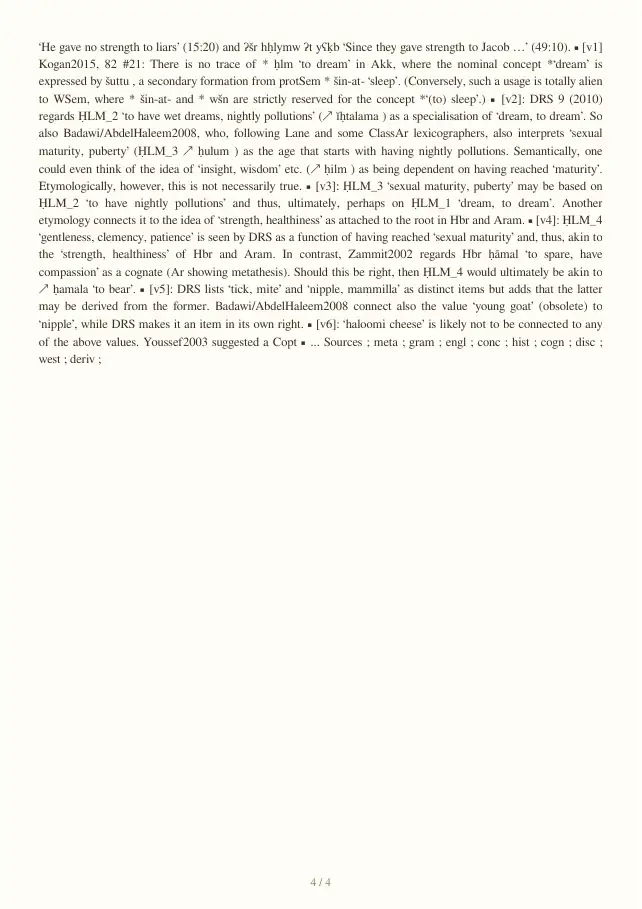 ‘He gave no strength to liars’ (15:20) and ʔšr hḥlymw ʔt yʕḳb ‘Since they gave strength to Jacob …’ (49:10). ▪ [v1]
Kogan2015, 82 #21: There is no trace of * ḥlm ‘to dream’ in Akk, where the nominal concept *‘dream’ is
expressed by šuttu , a secondary formation from protSem * šin-at- ‘sleep’. (Conversely, such a usage is totally alien
to WSem, where * šin-at- and * wšn are strictly reserved for the concept *‘(to) sleep’.) ▪ [v2]: DRS 9 (2010)
regards ḤLM_2 ‘to have wet dreams, nightly pollutions’ (↗ ĭḥtalama ) as a specialisation of ‘dream, to dream’. So
also Badawi/AbdelHaleem2008, who, following Lane and some ClassAr lexicographers, also interprets ‘sexual
maturity, puberty’ (ḤLM_3 ↗ ḥulum ) as the age that starts with having nightly pollutions. Semantically, one
could even think of the idea of ‘insight, wisdom’ etc. (↗ ḥilm ) as being dependent on having reached ‘maturity’.
Etymologically, however, this is not necessarily true. ▪ [v3]: ḤLM_3 ‘sexual maturity, puberty’ may be based on
ḤLM_2 ‘to have nightly pollutions’ and thus, ultimately, perhaps on ḤLM_1 ‘dream, to dream’. Another
etymology connects it to the idea of ‘strength, healthiness’ as attached to the root in Hbr and Aram. ▪ [v4]: ḤLM_4
‘gentleness, clemency, patience’ is seen by DRS as a function of having reached ‘sexual maturity’ and, thus, akin to
the ‘strength, healthiness’ of Hbr and Aram. In contrast, Zammit2002 regards Hbr ḥāmal ‘to spare, have
compassion’ as a cognate (Ar showing metathesis). Should this be right, then ḤLM_4 would ultimately be akin to
↗ ḥamala ‘to bear’. ▪ [v5]: DRS lists ‘tick, mite’ and ‘nipple, mammilla’ as distinct items but adds that the latter
may be derived from the former. Badawi/AbdelHaleem2008 connect also the value ‘young goat’ (obsolete) to
‘nipple’, while DRS makes it an item in its own right. ▪ [v6]: ‘haloomi cheese’ is likely not to be connected to any
of the above values. Youssef2003 suggested a Copt ▪ ... Sources ; meta ; gram ; engl ; conc ; hist ; cogn ; disc ;
west ; deriv ;
4 / 4